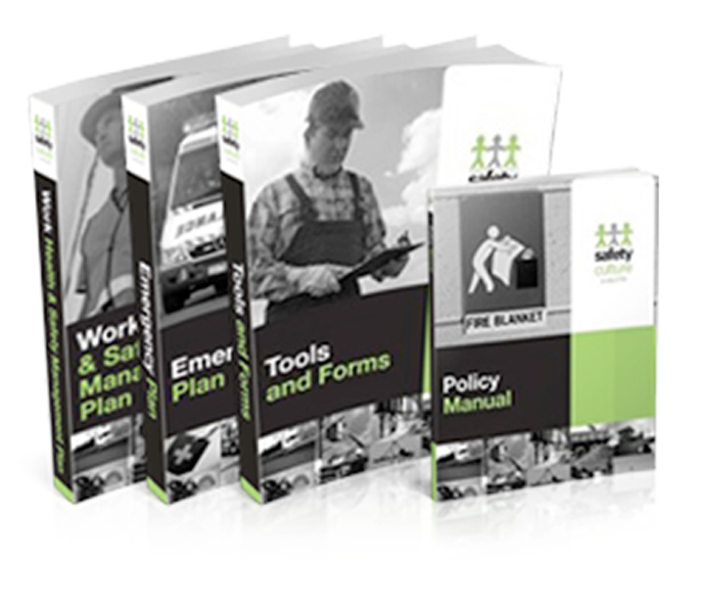 Work Health & Safety Management Plan
Work
& Saf
Mana
Plan
Emergency Plan
Emer
Plan
Tools and Forms
Tools
and Forms
safety
culture
FIRE BLANKET
Policy
Manual